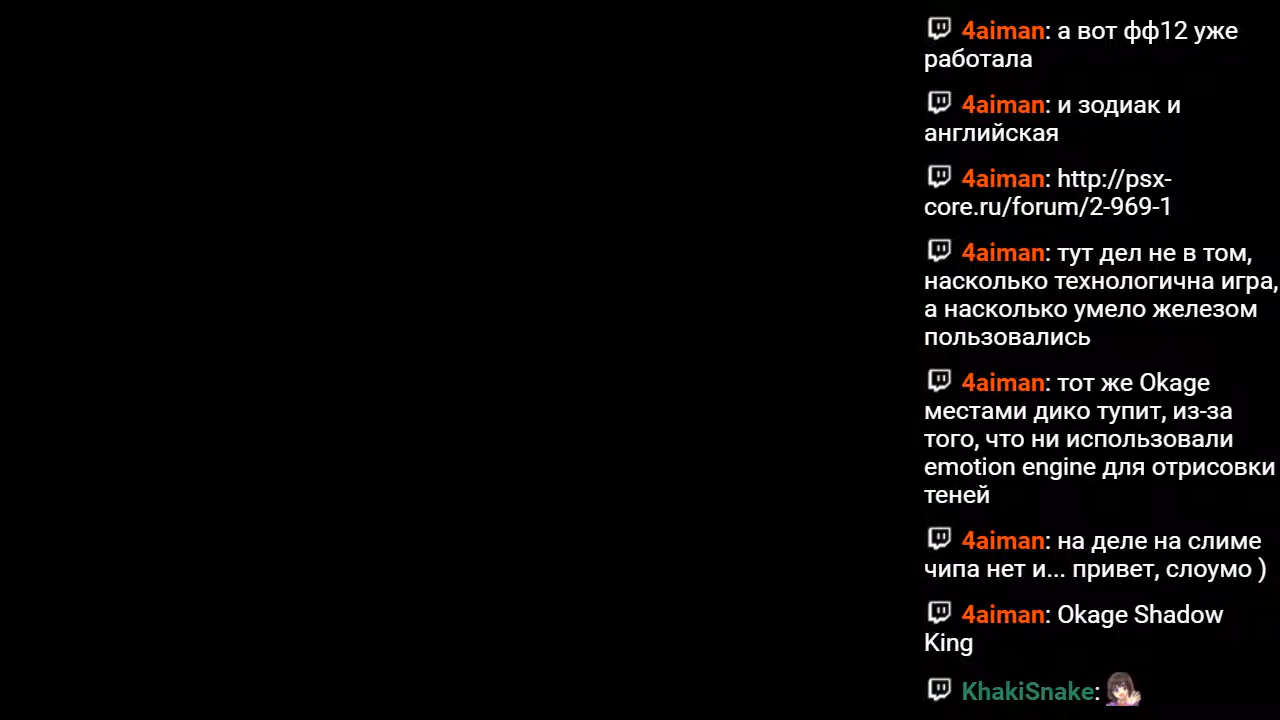 4aiman: а вот фф12 уже
работала
4aiman: и зодиак и
английская
4aiman: http://psx-
core.ru/forum/2-969-1
4aiman: тут дел не в том,
насколько технологична игра,
а насколько умело железом
пользовались
4aiman: тот же Okage
местами дико тупит, из-за
того, что ни использовали
emotion engine для отрисовки
теней
4aiman: на деле на слиме
чипа нет и... привет, слоумо )
4aiman: Okage Shadow
King
KhakiSnake: